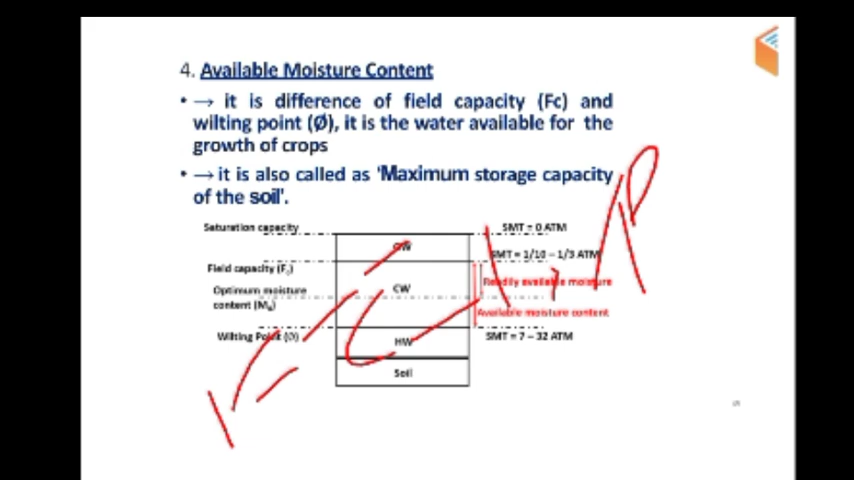 4. Available Moisture Content
• → it is difference of field capacity (Fc) and
wilting point (Ø), it is the water available for the
growth of crops
• → it is also called as 'Maximum storage capacity
of the soil'.
Saturation capacity
SMT = 0 ATM
GW
SMT = 1/10 – 1/3 ATM
Field capacity (Fc)
Readily available moisture
Optimum moisture
CW
content (M₀)
Available moisture content
Wilting Point (Ø)
HW
SMT = 7 – 32 ATM
Soil